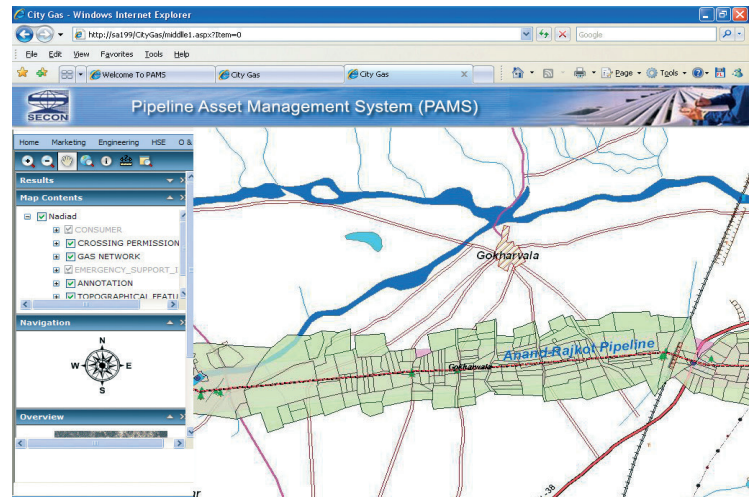 City Gas - Windows Internet Explorer
http://sa199/CityGas/middle1.aspx?Item=0
Google
File Edit View Favorites Tools Help
Welcome To PAMS
City Gas
City Gas
Page
Tools
SECON
Pipeline Asset Management System (PAMS)
Home Marketing Engineering HSE O &
Results
Map Contents
Nadiad
CONSUMER
CROSSING PERMISSION
GAS NETWORK
EMERGENCY_SUPPORT_I
ANNOTATION
TOPOGRAPHICAL FEATU
Navigation
N
W
E
S
Overview
Gokharvala
Anand-Rajkot Pipeline
Gokharvala
-38